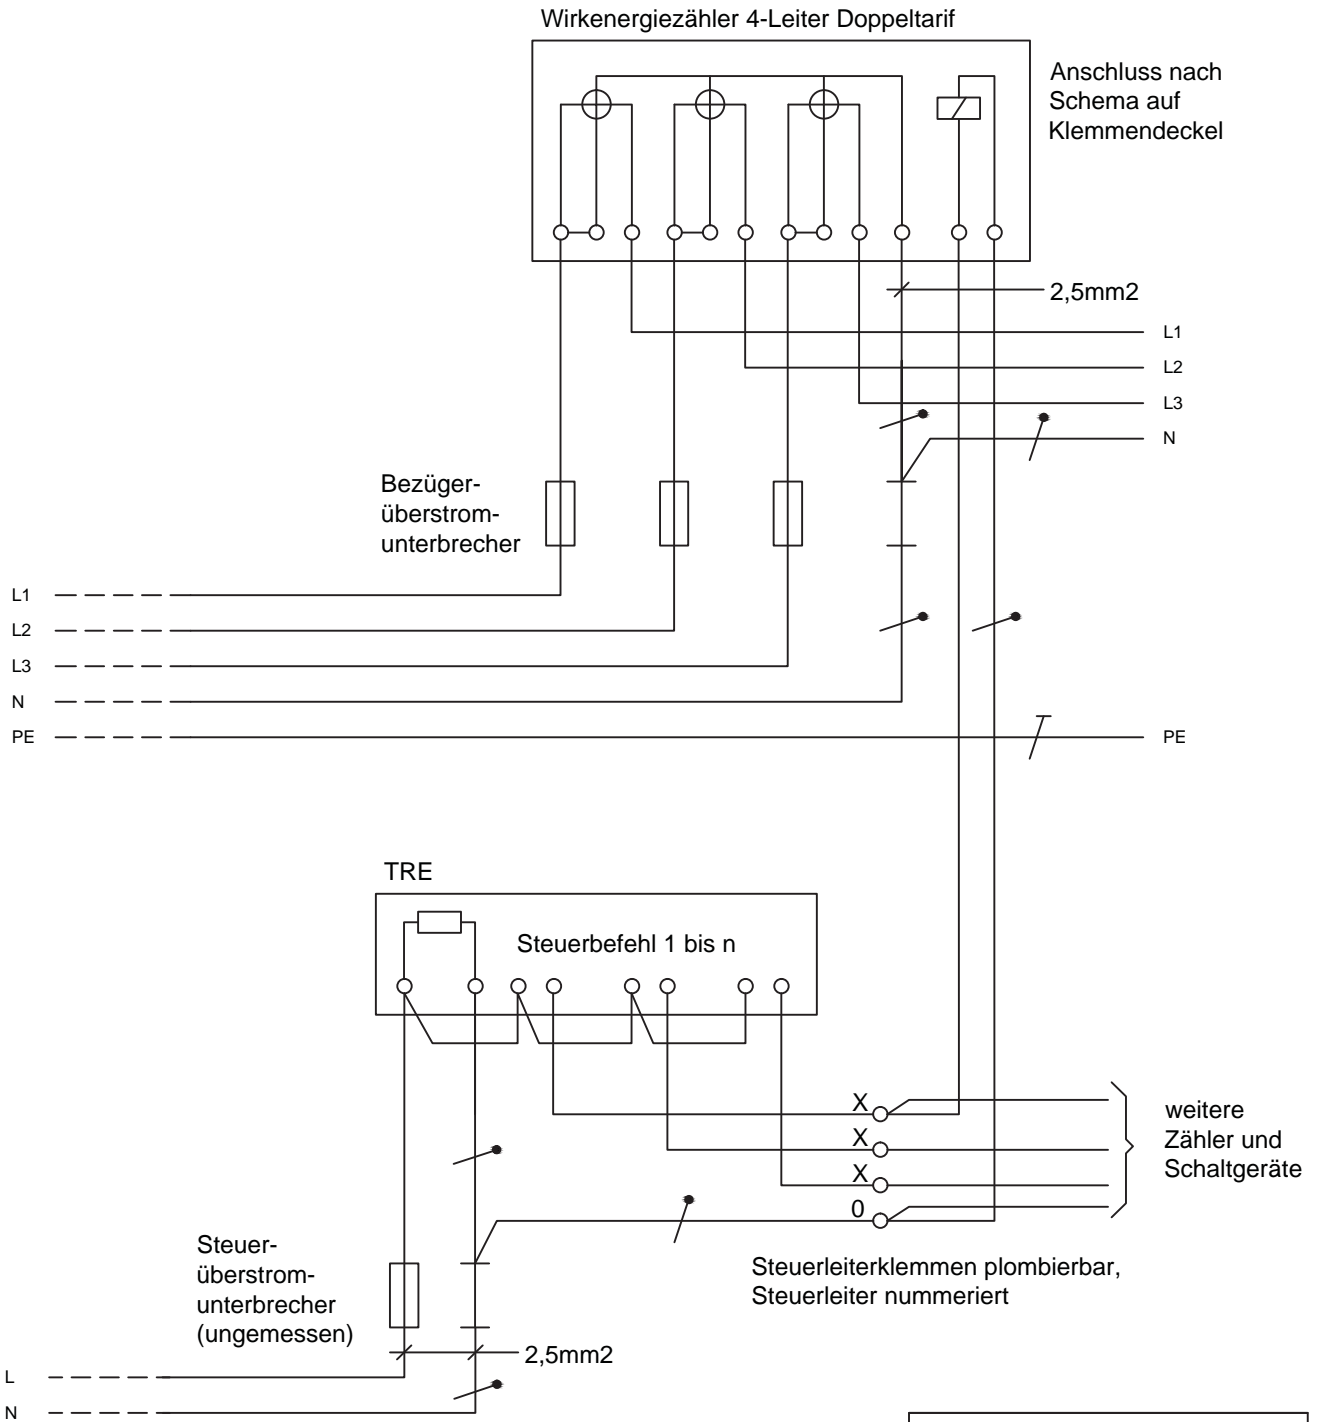 Wirkenergiezähler 4-Leiter Doppeltarif
Anschluss nach
Schema auf
Klemmendeckel
2,5mm2
L1
L2
L3
N
Bezüger-
überstrom-
unterbrecher
L1
L2
L3
N
PE
PE
TRE
Steuerbefehl 1 bis n
X
X
X
0
weitere
Zähler und
Schaltgeräte
Steuer-
überstrom-
unterbrecher
(ungemessen)
Steuerleiterklemmen plombierbar,
Steuerleiter nummeriert
2,5mm2
L
N